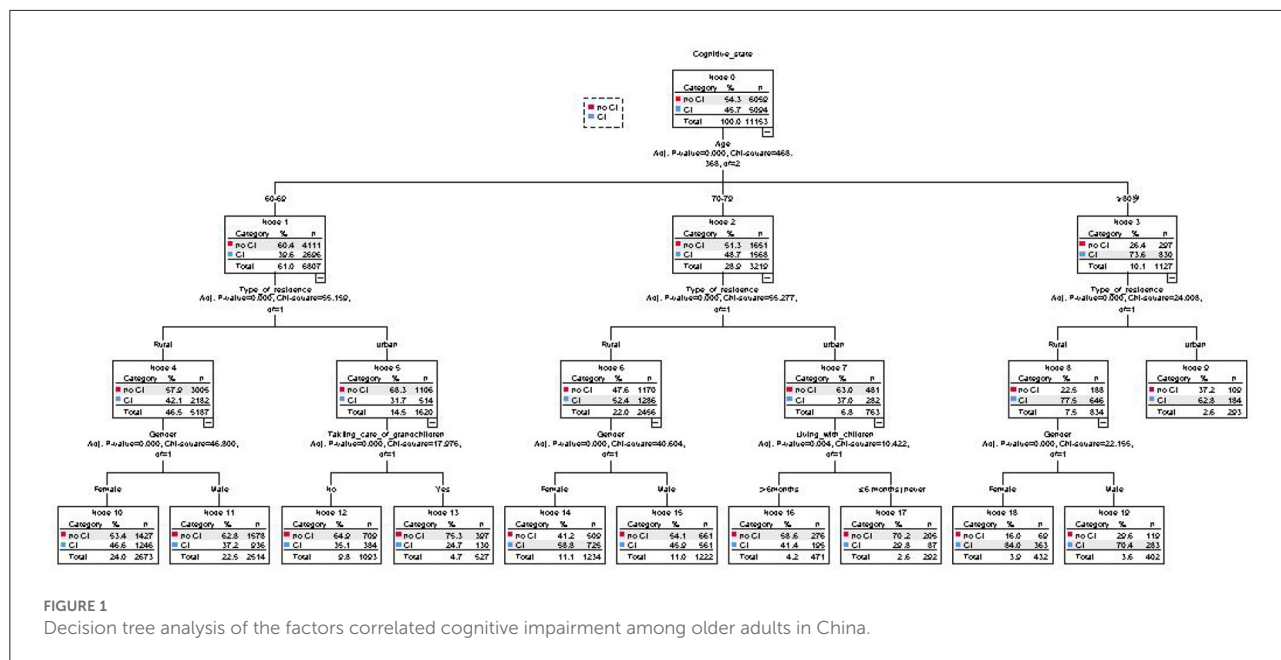 Cognitive_state
no CI
CI
Node 0
Category % n
no CI 54.3 6059
CI 45.7 5094
Total 100.0 11153
Age
Adj. P-value=0.000, Chi-square=468.
368, df=2
60-69
70-79
≥80岁
Node 1
Category % n
no CI 60.4 4111
CI 39.6 2696
Total 61.0 6807
Type_of_residence
Adj. P-value=0.000, Chi-square=55.159,
df=1
Node 2
Category % n
no CI 51.3 1651
CI 48.7 1568
Total 28.9 3219
Type_of_residence
Adj. P-value=0.000, Chi-square=55.277,
df=1
Node 3
Category % n
no CI 26.4 297
CI 73.6 830
Total 10.1 1127
Type_of_residence
Adj. P-value=0.000, Chi-square=24.008,
df=1
Rural
urban
Rural
urban
Rural
urban
Node 4
Category % n
no CI 57.9 3005
CI 42.1 2182
Total 46.5 5187
Gender
Adj. P-value=0.000, Chi-square=46.800,
df=1
Node 5
Category % n
no CI 68.3 1106
CI 31.7 514
Total 14.5 1620
Takling_care_of_grandchildren
Adj. P-value=0.000, Chi-square=17.976,
df=1
Node 6
Category % n
no CI 47.6 1170
CI 52.4 1286
Total 22.0 2456
Gender
Adj. P-value=0.000, Chi-square=40.604,
df=1
Node 7
Category % n
no CI 63.0 481
CI 37.0 282
Total 6.8 763
Living_with_children
Adj. P-value=0.004, Chi-square=10.422,
df=1
Node 8
Category % n
no CI 22.5 188
CI 77.5 646
Total 7.5 834
Gender
Adj. P-value=0.000, Chi-square=22.155,
df=1
Node 9
Category % n
no CI 37.2 109
CI 62.8 184
Total 2.6 293
Female
Male
No
Yes
Female
Male
>6months
≤6 months;never
Female
Male
Node 10
Category % n
no CI 53.4 1427
CI 46.6 1246
Total 24.0 2673
Node 11
Category % n
no CI 62.8 1578
CI 37.2 936
Total 22.5 2514
Node 12
Category % n
no CI 64.9 709
CI 35.1 384
Total 9.8 1093
Node 13
Category % n
no CI 75.3 397
CI 24.7 130
Total 4.7 527
Node 14
Category % n
no CI 41.2 509
CI 58.8 725
Total 11.1 1234
Node 15
Category % n
no CI 54.1 661
CI 45.9 561
Total 11.0 1222
Node 16
Category % n
no CI 58.6 276
CI 41.4 195
Total 4.2 471
Node 17
Category % n
no CI 70.2 205
CI 29.8 87
Total 2.6 292
Node 18
Category % n
no CI 16.0 69
CI 84.0 363
Total 3.9 432
Node 19
Category % n
no CI 29.6 119
CI 70.4 283
Total 3.6 402
FIGURE 1
Decision tree analysis of the factors correlated cognitive impairment among older adults in China.